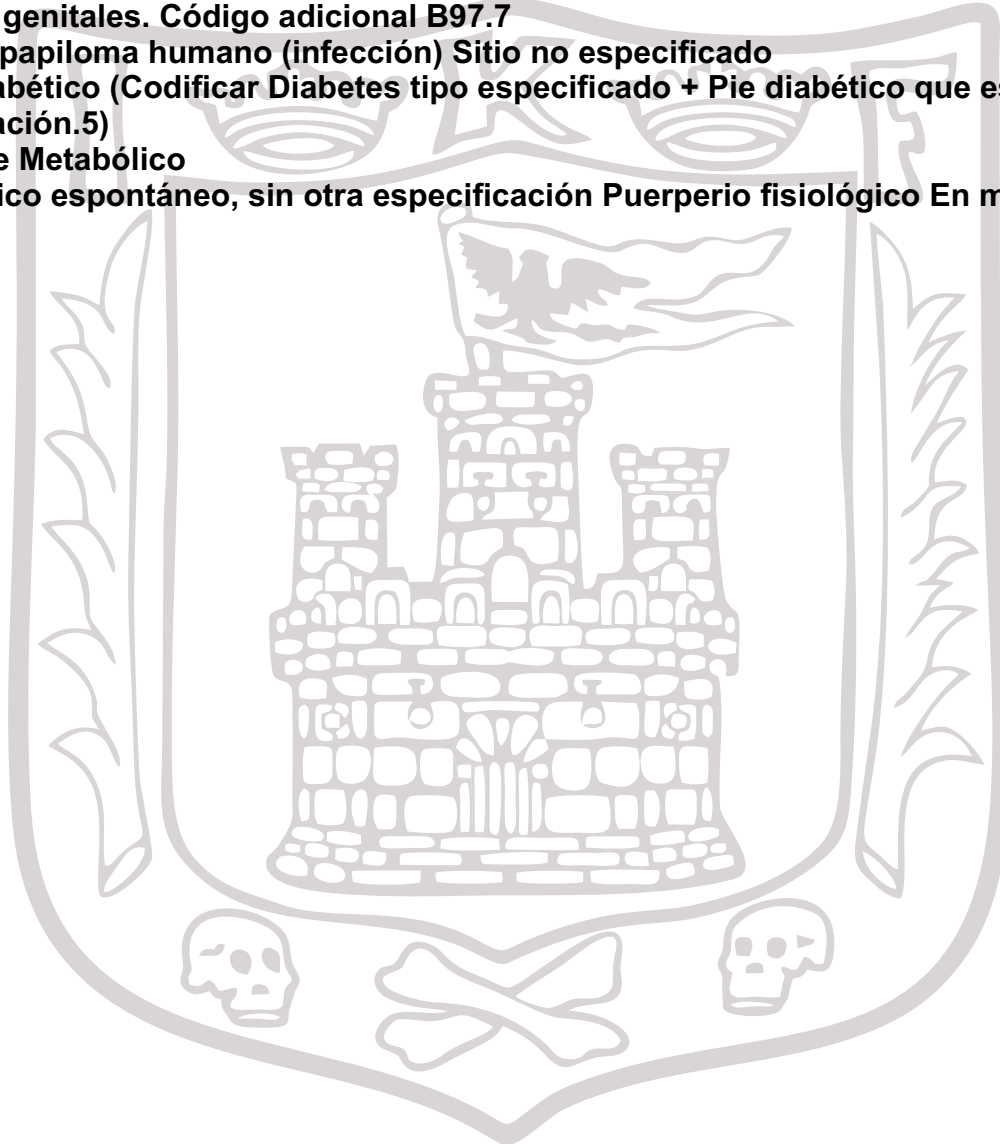 genitales. Código adicional B97.7
papiloma humano (infección) Sitio no especificado
bético (Codificar Diabetes tipo especificado + Pie diabético que es
ación.5)
e Metabólico
ico espontáneo, sin otra especificación Puerperio fisiológico En m
K
F